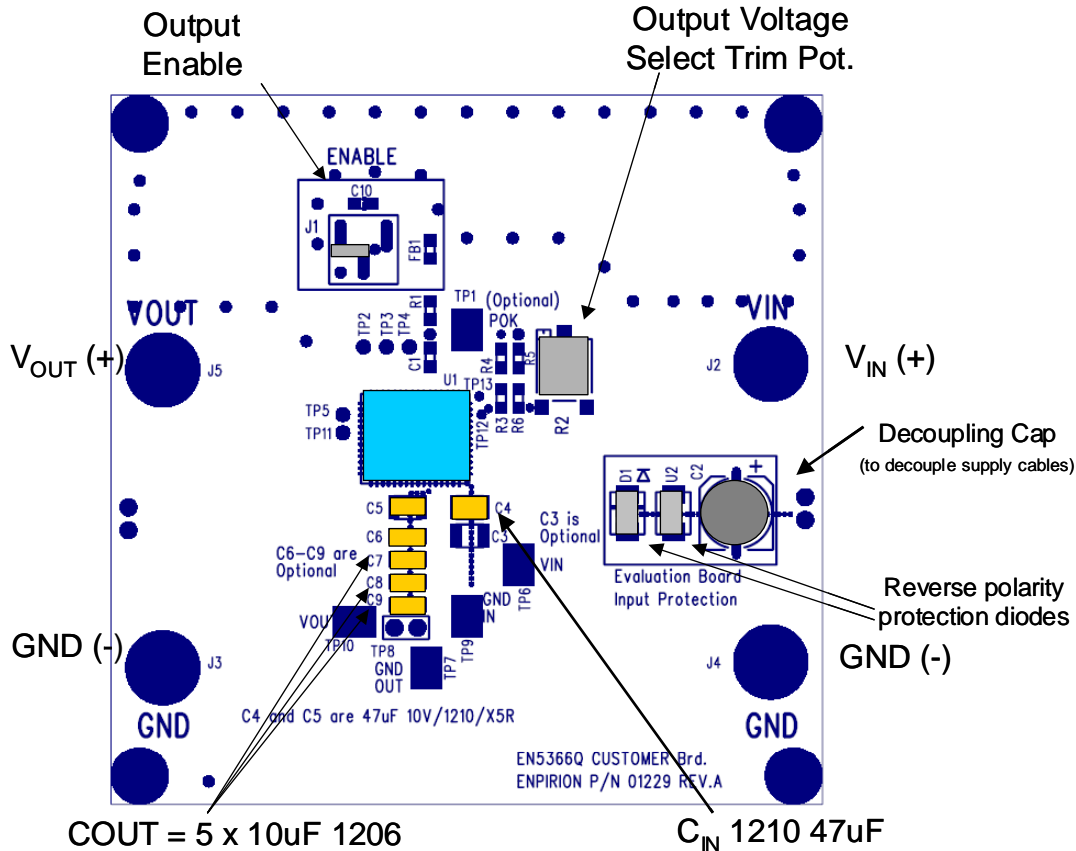 Output
Enable
Output Voltage
Select Trim Pot.
ENABLE
C10
J1
FB1
R1
TP1
(Optional)
POK
TP2
TP3
TP4
C1
R4
R5
VOUT
VIN
V_OUT (+)
J5
J2
V_IN (+)
U1
TP13
TP5
TP11
TP12
R3
R6
R2
Decoupling Cap
(to decouple supply cables)
D1
U2
C2
+
C5
C4
C6
C3
C3 is
Optional
C7
C6-C9 are
Optional
C8
C9
VIN
TP6
Evaluation Board
Input Protection
Reverse polarity
protection diodes
GND
IN
VOU
TP10
TP8
TP9
GND
OUT
TP7
GND (-)
J3
J4
GND (-)
C4 and C5 are 47uF 10V/1210/X5R
GND
GND
EN5366Q CUSTOMER Brd.
ENPIRION P/N 01229 REV.A
COUT = 5 x 10uF 1206
C_IN 1210 47uF